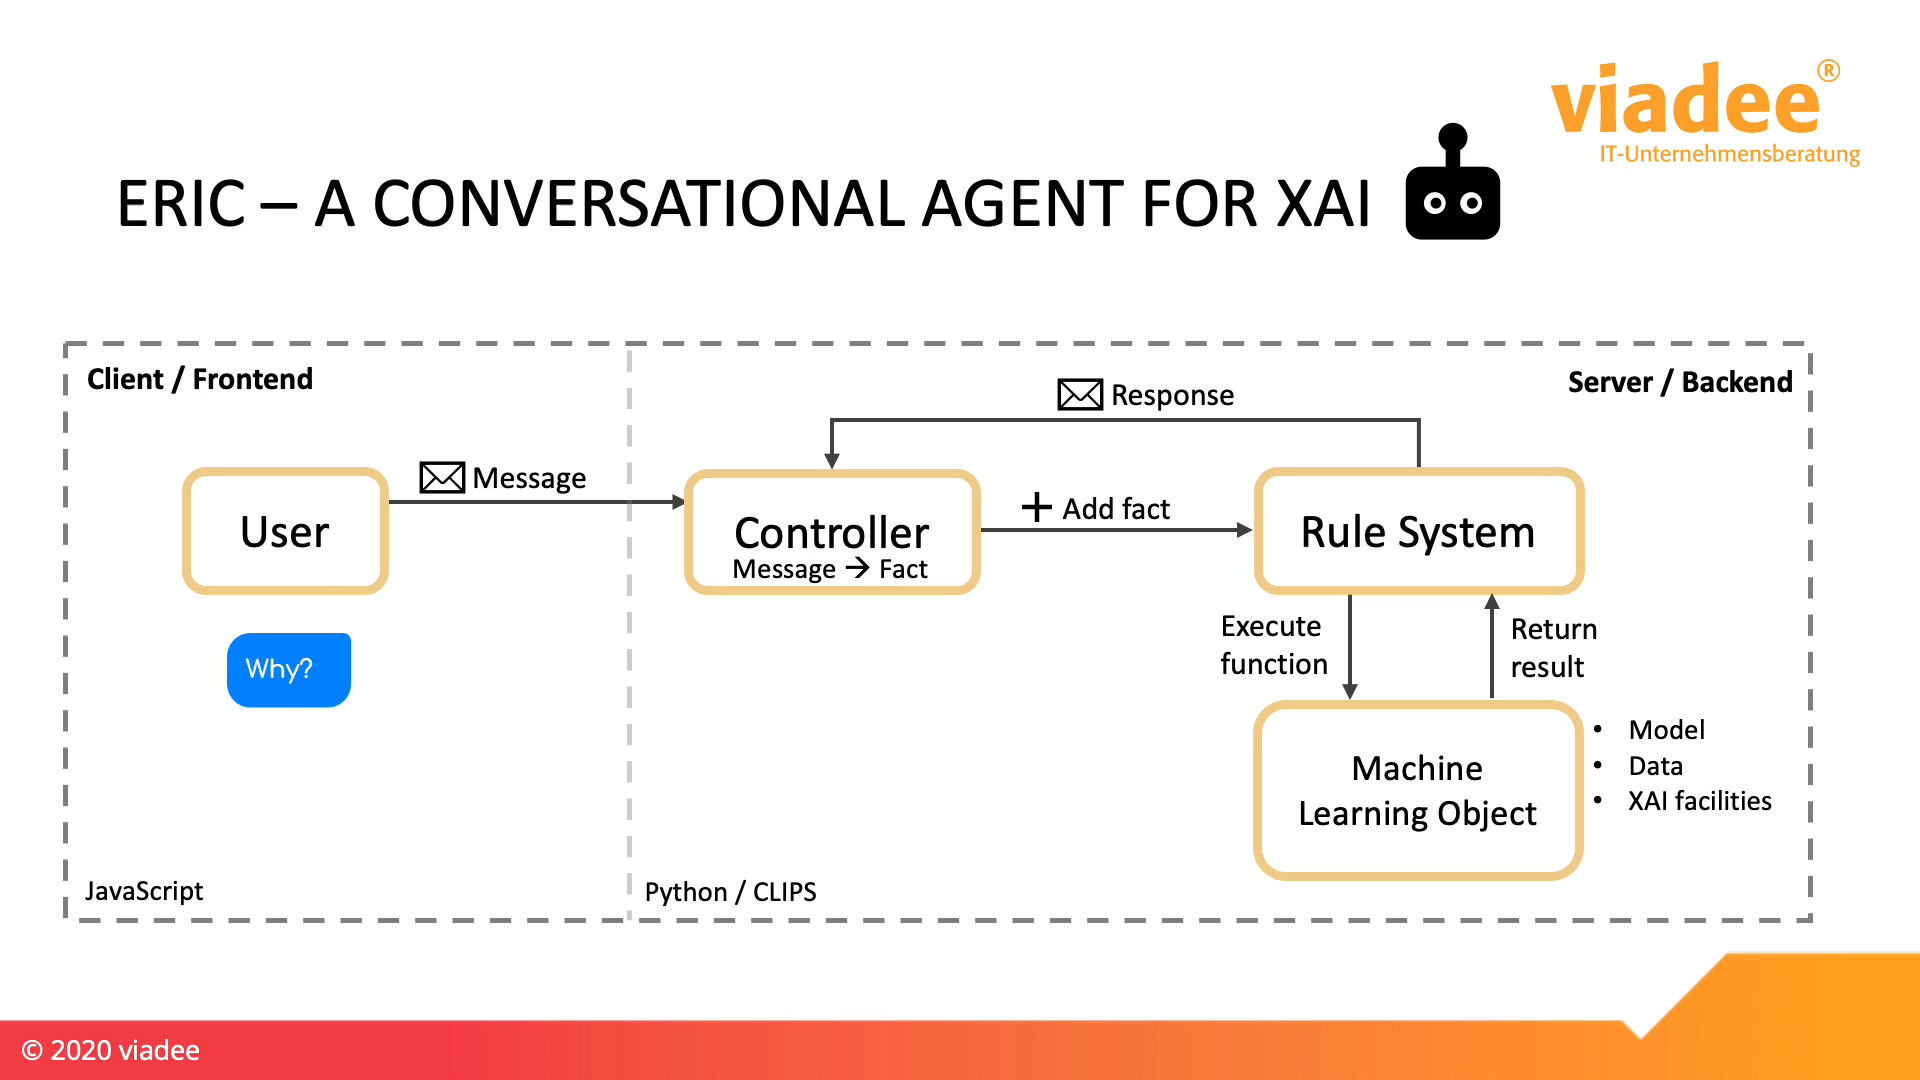 viadee®
IT-Unternehmensberatung
ERIC – A CONVERSATIONAL AGENT FOR XAI
Client / Frontend
Server / Backend
Response
Message
Add fact
User
Controller
Message → Fact
Rule System
Why?
Execute
function
Return
result
Machine
Learning Object
• Model
• Data
• XAI facilities
JavaScript
Python / CLIPS
© 2020 viadee